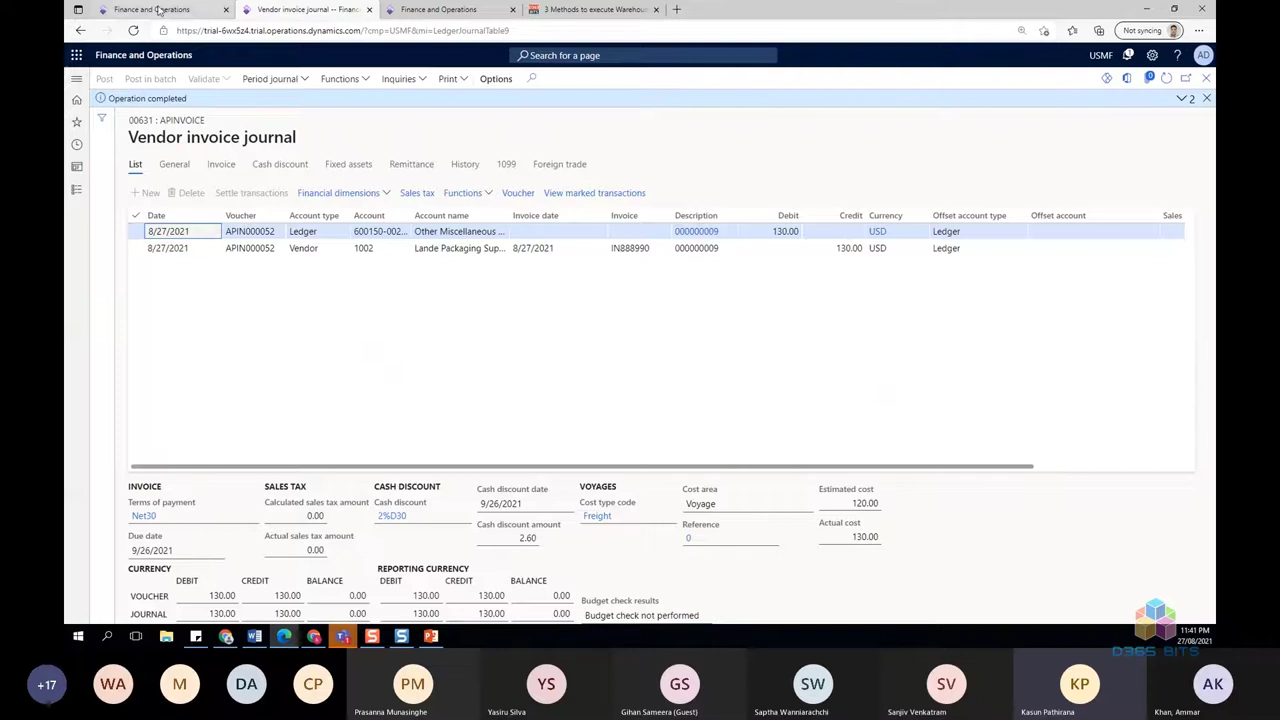 Finance and Operations
Vendor invoice journal -- Financ
Finance and Operations
3 Methods to execute Warehous
https://trial-6wx5z4.trial.operations.dynamics.com/?cmp=USMF&mi=LedgerJournalTable9
Not syncing
Finance and Operations
Search for a page
USMF
AD
Post Post in batch Validate Period journal Functions Inquiries Print Options
0
Operation completed
2
00631 : APINVOICE
Vendor invoice journal
List General Invoice Cash discount Fixed assets Remittance History 1099 Foreign trade
New Delete Settle transactions Financial dimensions Sales tax Functions Voucher View marked transactions
Date Voucher Account type Account Account name Invoice date Invoice Description Debit Credit Currency Offset account type Offset account Sales
8/27/2021 APIN000052 Ledger 600150-002... Other Miscellaneous ... 000000009 130.00 USD Ledger
8/27/2021 APIN000052 Vendor 1002 Lande Packaging Sup... 8/27/2021 IN888990 000000009 130.00 USD Ledger
INVOICE
Terms of payment
Net30
Due date
9/26/2021
SALES TAX
Calculated sales tax amount
0.00
Actual sales tax amount
0.00
CASH DISCOUNT
Cash discount
2%D30
Cash discount date
9/26/2021
Cash discount amount
2.60
VOYAGES
Cost type code
Freight
Cost area
Voyage
Reference
0
Estimated cost
120.00
Actual cost
130.00
CURRENCY
DEBIT CREDIT BALANCE
VOUCHER 130.00 130.00 0.00
JOURNAL 130.00 130.00 0.00
REPORTING CURRENCY
DEBIT CREDIT BALANCE
130.00 130.00 0.00
130.00 130.00 0.00
Budget check results
Budget check not performed
11:41 PM
27/08/2021
D365 BITS
+17 WA M DA CP PM YS GS SW SV KP AK
Prasanna Munasinghe Yasiru Silva Gihan Sameera (Guest) Saptha Wanniarachchi Sanjiv Venkatram Kasun Pathirana Khan, Ammar